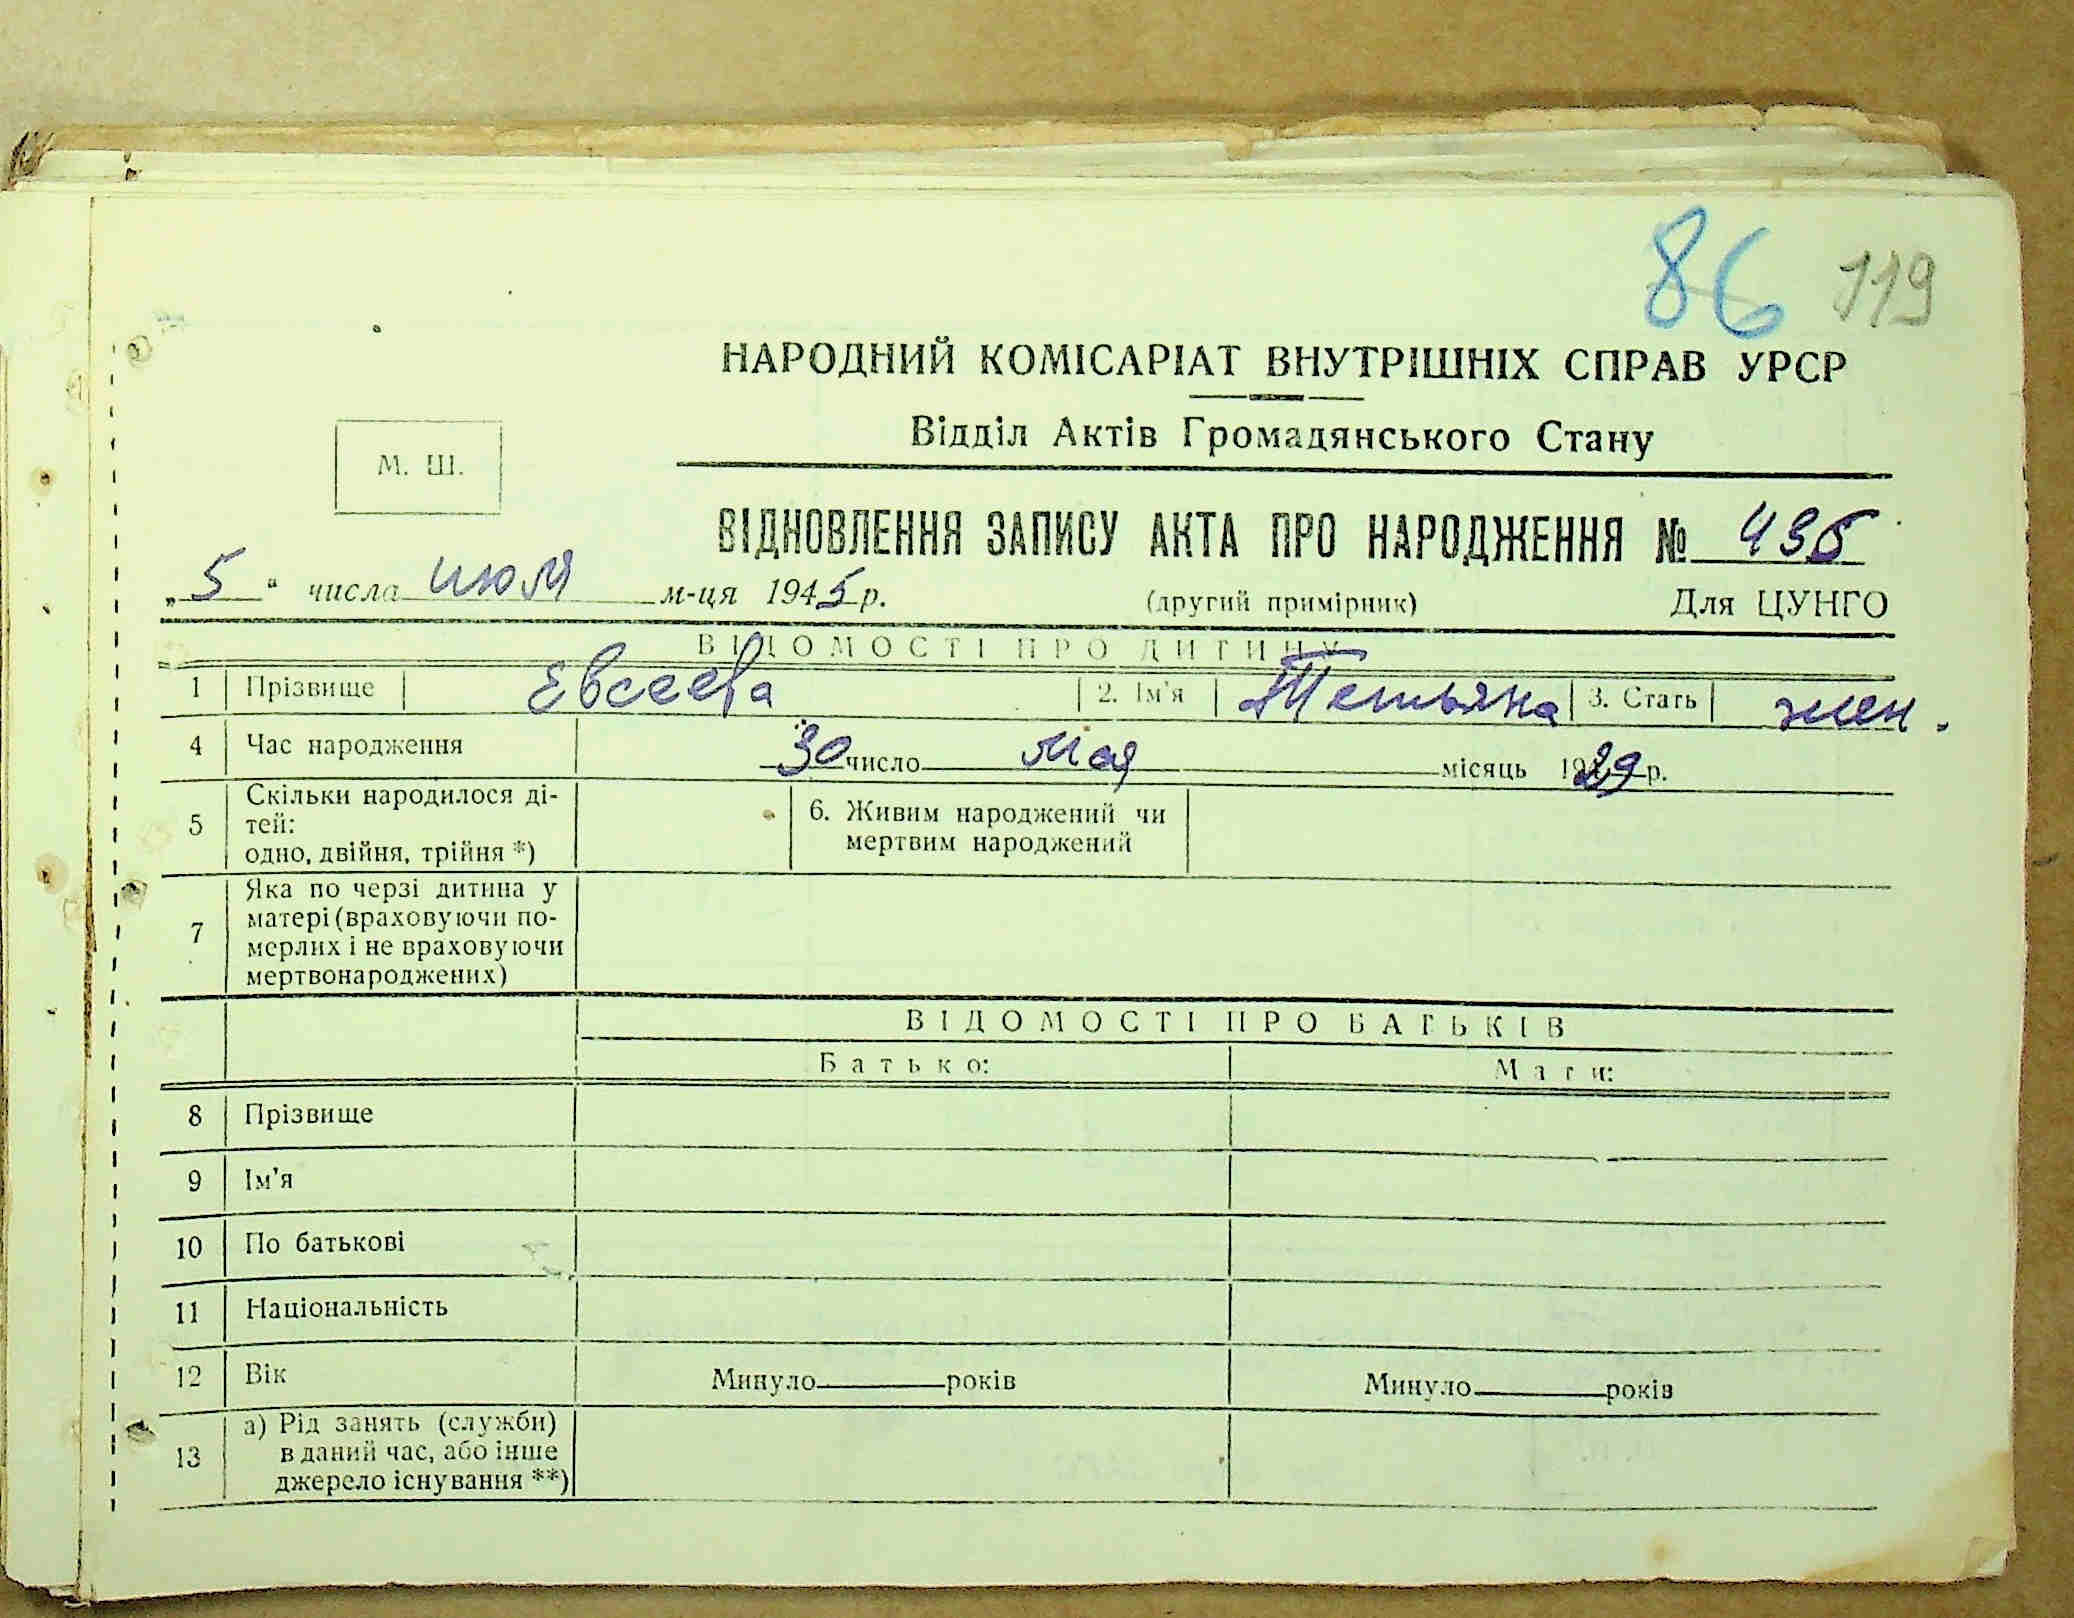 86 119
НАРОДНИЙ КОМІСАРІАТ ВНУТРІШНІХ СПРАВ УРСР
Відділ Актів Громадянського Стану
М. Ш.
ВІДНОВЛЕННЯ ЗАПИСУ АКТА ПРО НАРОДЖЕННЯ №
„5“ числа июля м-ця 1945 р. (другий примірник) Для ЦУНГО
ВІДОМОСТІ ПРО ДИТИНУ
1 Прізвище Евсеева 2. Ім'я Татьяна 3. Стать жен.
4 Час народження 30 число мая місяць 1929 р.
5 Скільки народилося ді-
тей:
одно, двійня, трійня *)
6. Живим народжений чи
мертвим народжений
7 Яка по черзі дитина у
матері (враховуючи по-
мерлих і не враховуючи
мертвонароджених)
ВІДОМОСТІ ПРО БАТЬКІВ
Батько: Мати:
8 Прізвище
9 Ім'я
10 По батькові
11 Національність
12 Вік Минуло років Минуло років
13 а) Рід занять (служби)
в даний час, або інше
джерело існування **)